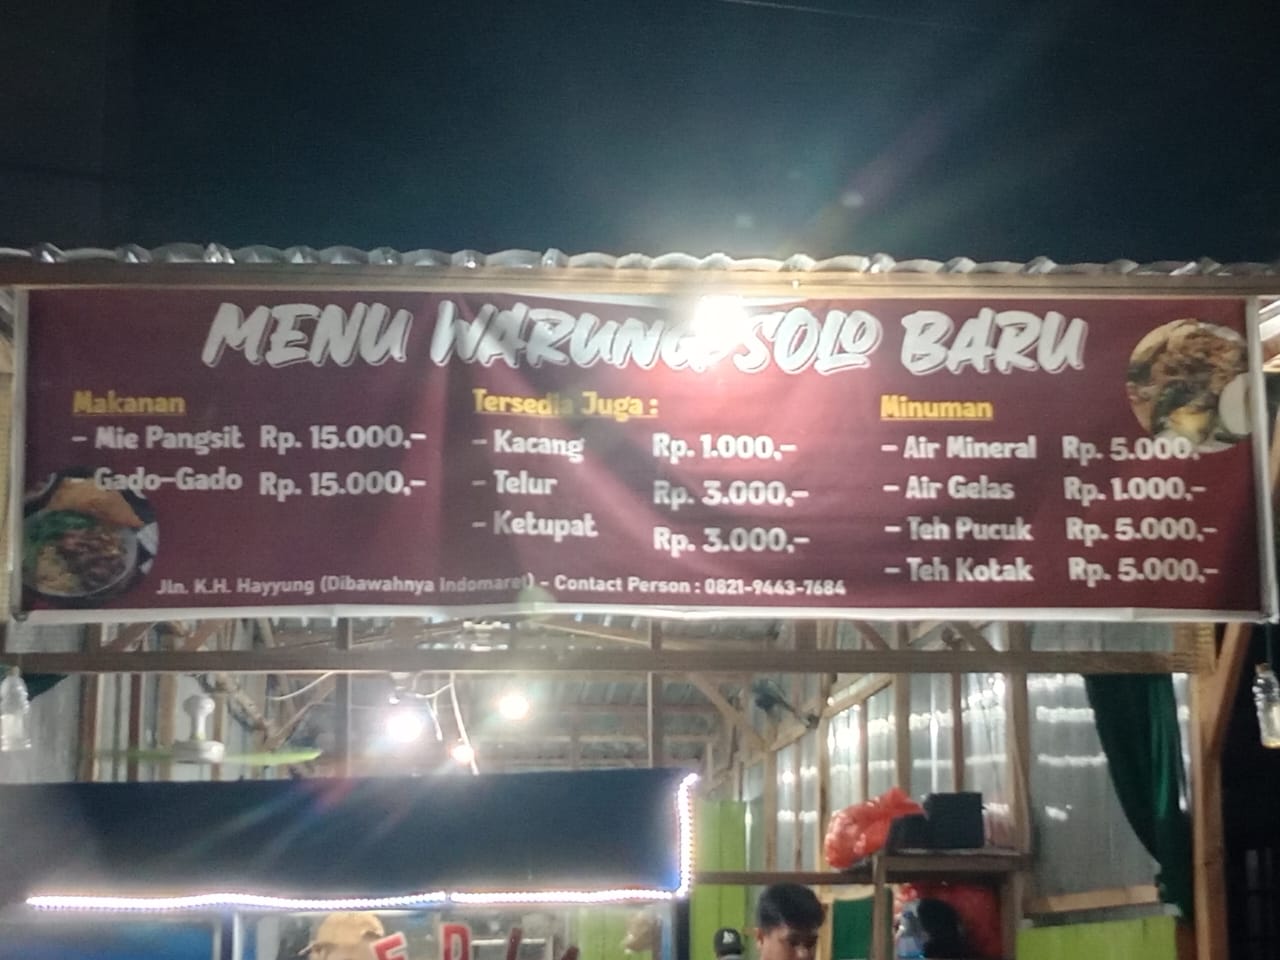 MENU WARUNG SOLO BARU
Makanan
- Mie Pangsit Rp. 15.000,-
- Gado-Gado Rp. 15.000,-
Tersedia Juga :
- Kacang Rp. 1.000,-
- Telur Rp. 3.000,-
- Ketupat Rp. 3.000,-
Minuman
- Air Mineral Rp. 5.000,-
- Air Gelas Rp. 1.000,-
- Teh Pucuk Rp. 5.000,-
- Teh Kotak Rp. 5.000,-
Jln. K.H. Hayyung (Dibawahnya Indomaret) - Contact Person : 0821-9443-7684